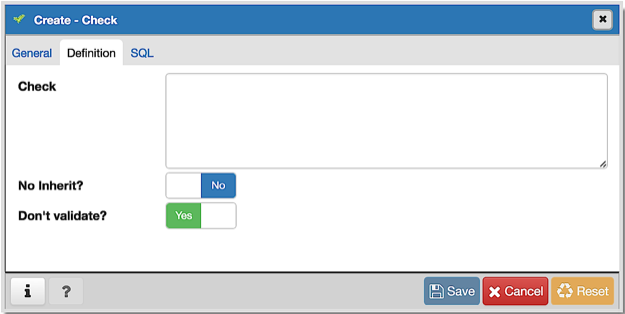 Create - Check
General Definition SQL
Check
No Inherit? No
Don't validate? Yes
i ? Save Cancel Reset